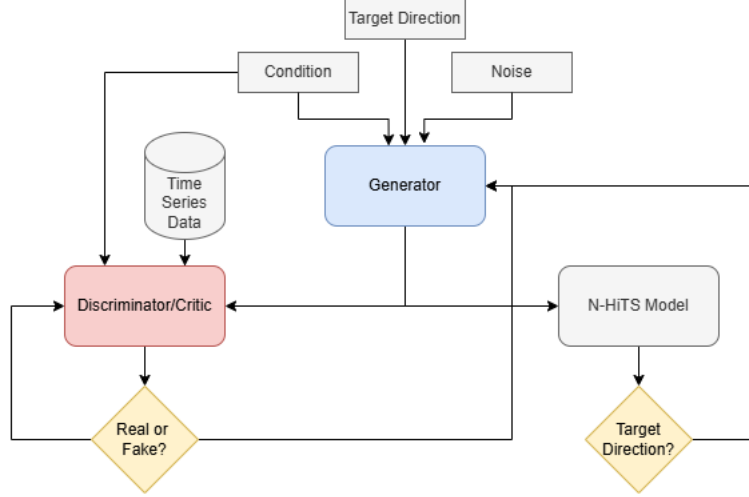 Target Direction
Condition
Noise
Time
Series
Data
Generator
Discriminator/Critic
N-HiTS Model
Real or
Fake?
Target
Direction?